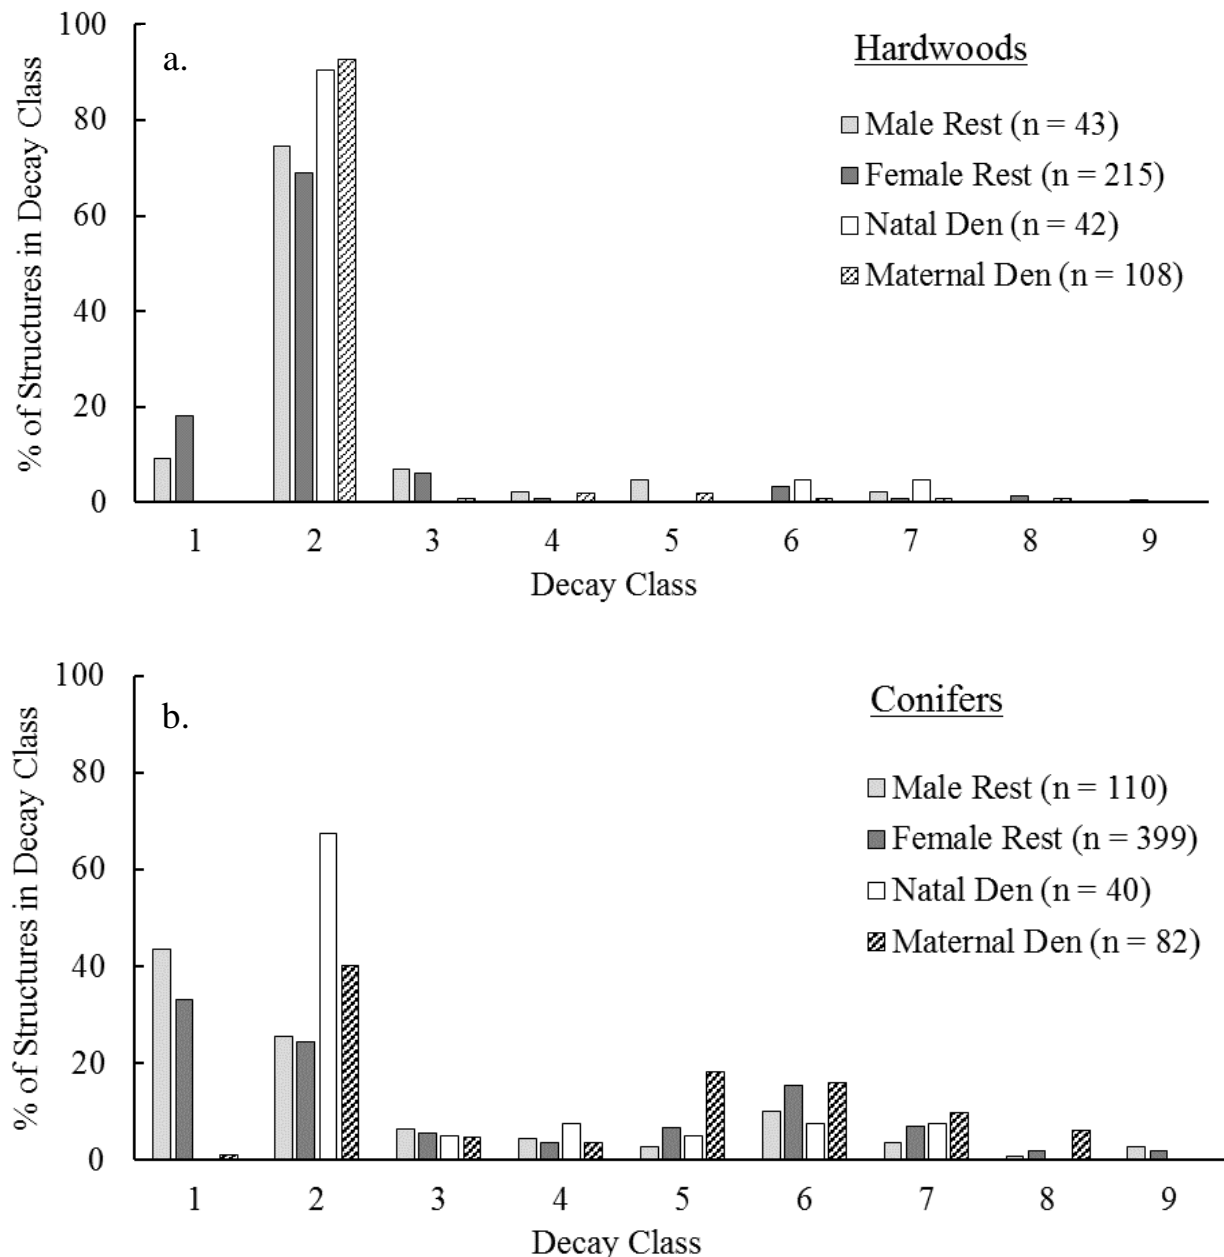 a.
Hardwoods
Male Rest (n = 43)
Female Rest (n = 215)
Natal Den (n = 42)
Maternal Den (n = 108)
% of Structures in Decay Class
100
80
60
40
20
0
1 2 3 4 5 6 7 8 9
Decay Class
b.
Conifers
Male Rest (n = 110)
Female Rest (n = 399)
Natal Den (n = 40)
Maternal Den (n = 82)
% of Structures in Decay Class
100
80
60
40
20
0
1 2 3 4 5 6 7 8 9
Decay Class